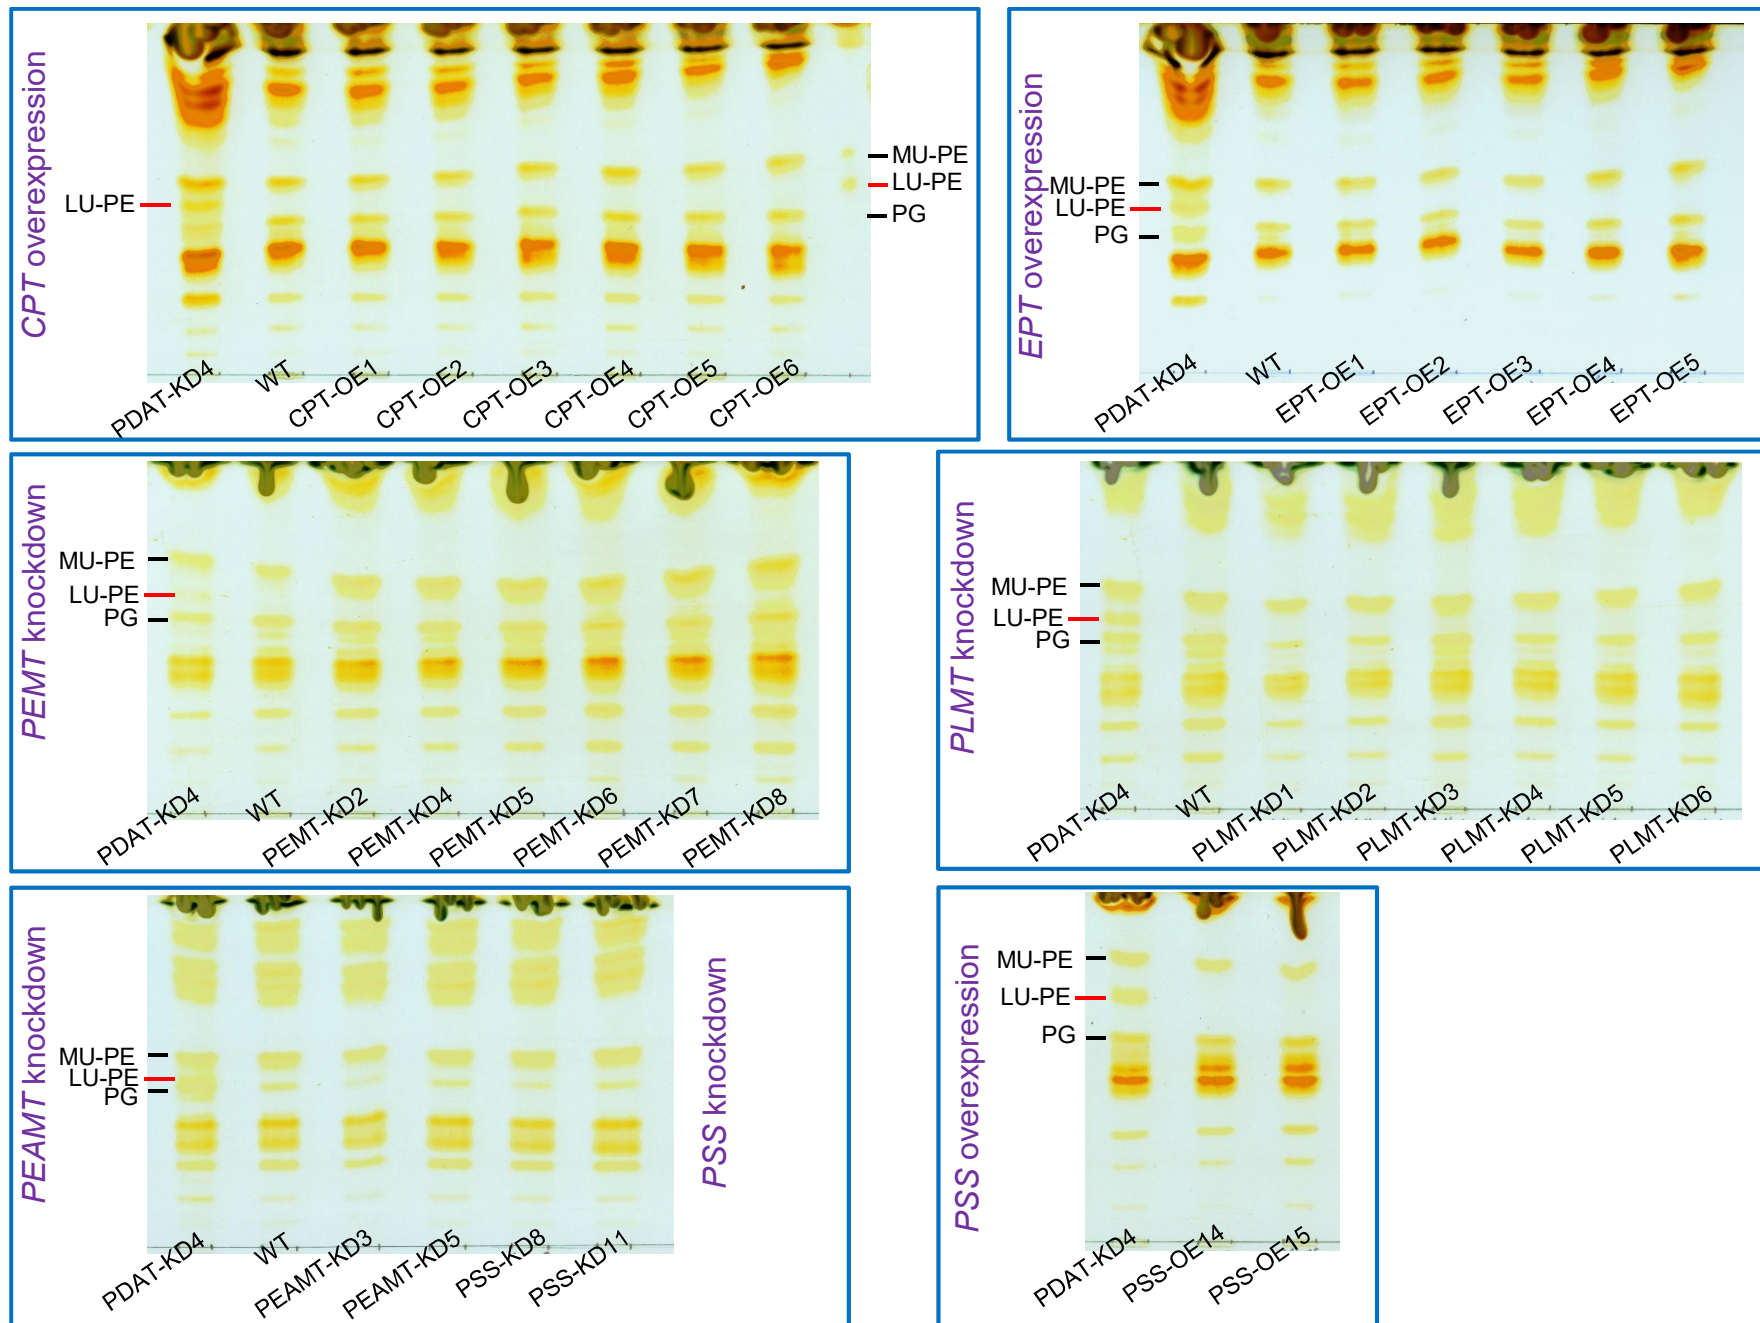 CPT overexpression
LU-PE
MU-PE
LU-PE
PG
PDAT-KD4
WT
CPT-OE1
CPT-OE2
CPT-OE3
CPT-OE4
CPT-OE5
CPT-OE6
EPT overexpression
MU-PE
LU-PE
PG
PDAT-KD4
WT
EPT-OE1
EPT-OE2
EPT-OE3
EPT-OE4
EPT-OE5
PEMT knockdown
MU-PE
LU-PE
PG
PDAT-KD4
WT
PEMT-KD2
PEMT-KD4
PEMT-KD5
PEMT-KD6
PEMT-KD7
PEMT-KD8
PLMT knockdown
MU-PE
LU-PE
PG
PDAT-KD4
WT
PLMT-KD1
PLMT-KD2
PLMT-KD3
PLMT-KD4
PLMT-KD5
PLMT-KD6
PEAMT knockdown
MU-PE
LU-PE
PG
PDAT-KD4
WT
PEAMT-KD3
PEAMT-KD5
PSS-KD8
PSS-KD11
PSS knockdown
PSS overexpression
MU-PE
LU-PE
PG
PDAT-KD4
PSS-OE14
PSS-OE15